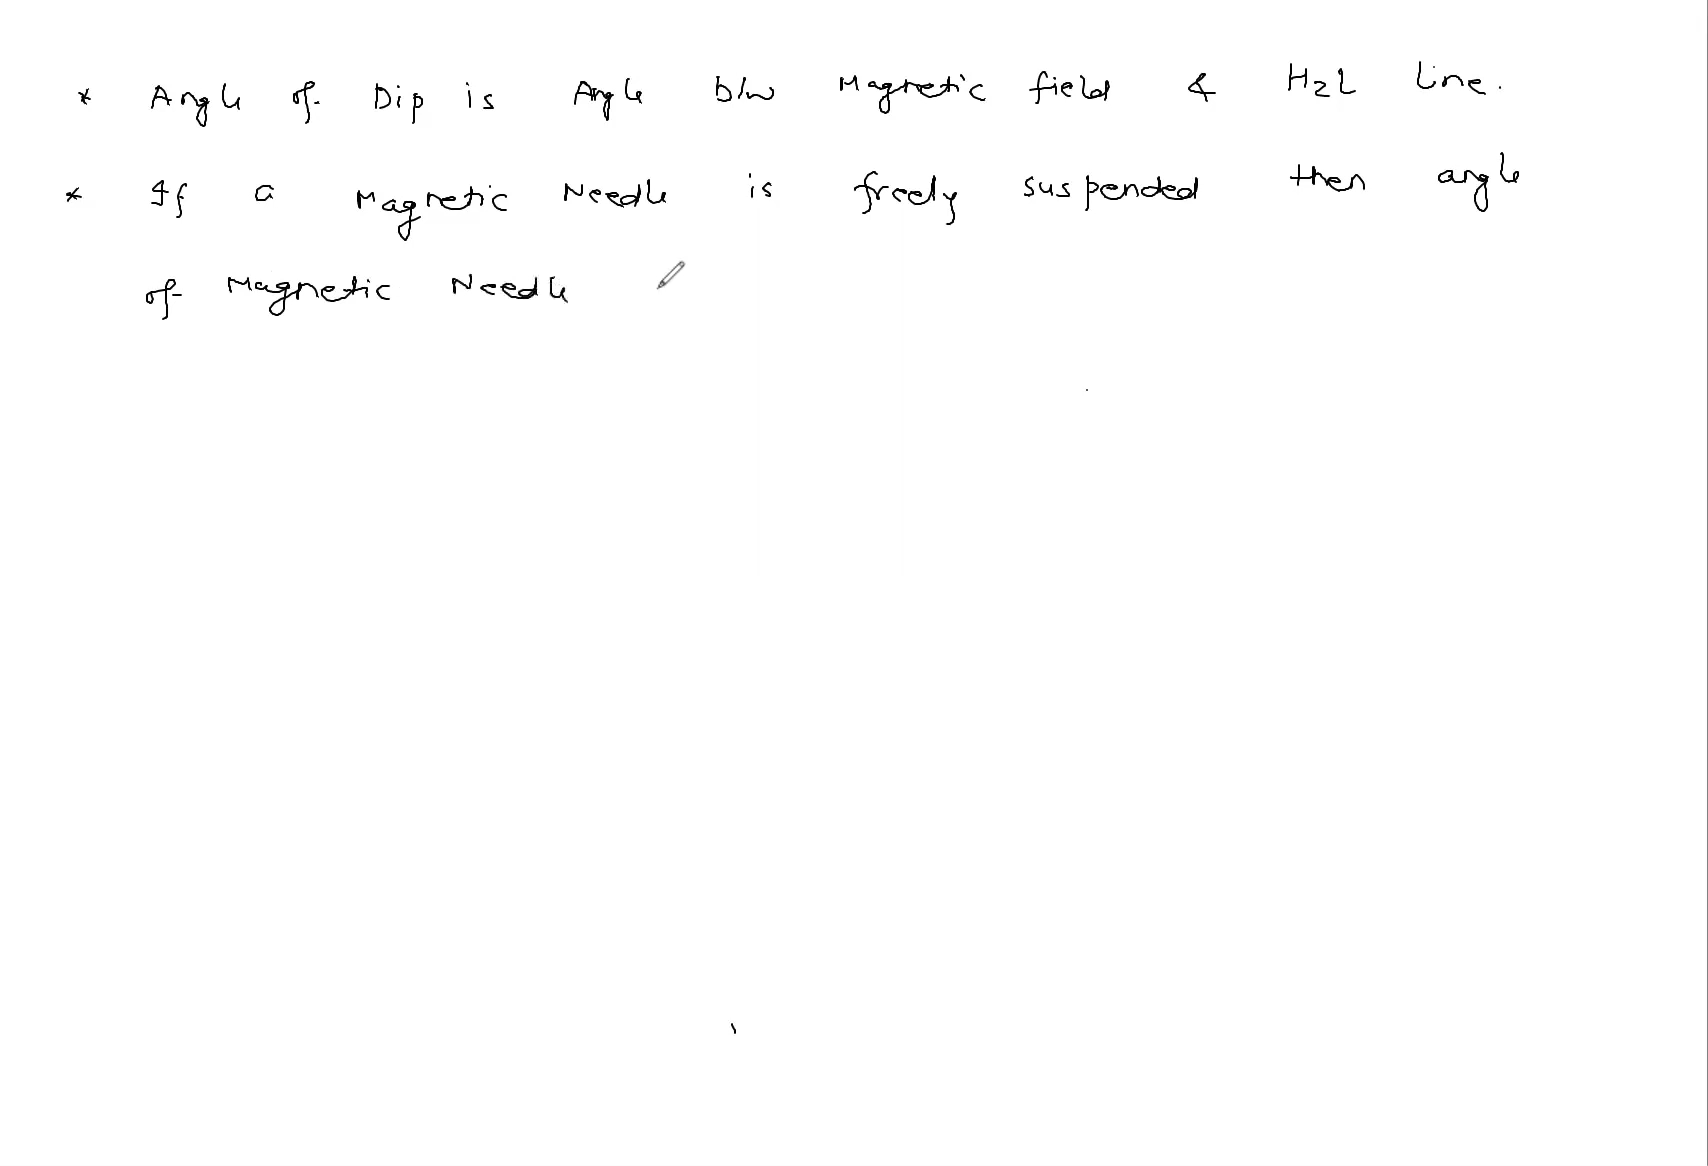 * Angle of Dip is Angle b/w Magnetic field & Hzl line.
* If a Magnetic Needle is freely suspended then angle
of Magnetic Needle